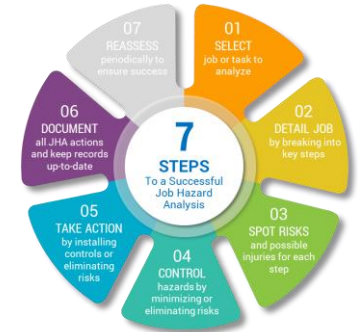 7
STEPS
To a Successful
Job Hazard
Analysis
01
SELECT
job or task to
analyze
02
DETAIL JOB
by breaking into
key steps
03
SPOT RISKS
and possible
injuries for each
step
04
CONTROL
hazards by
minimizing or
eliminating risks
05
TAKE ACTION
by installing
controls or
eliminating
risks
06
DOCUMENT
all JHA actions
and keep records
up-to-date
07
REASSESS
periodically to
ensure success